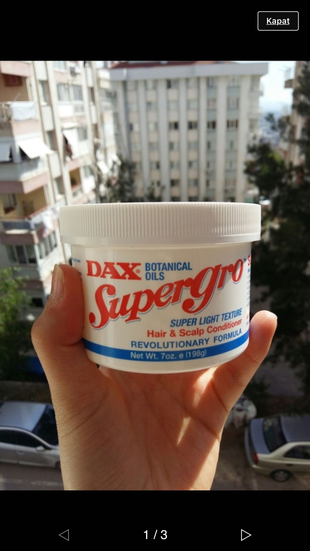 Kapat
DAX BOTANICAL OILS
Supergro
SUPER LIGHT TEXTURE
Hair & Scalp Conditioner
REVOLUTIONARY FORMULA
Net Wt. 7oz. e (198g)
1 / 3